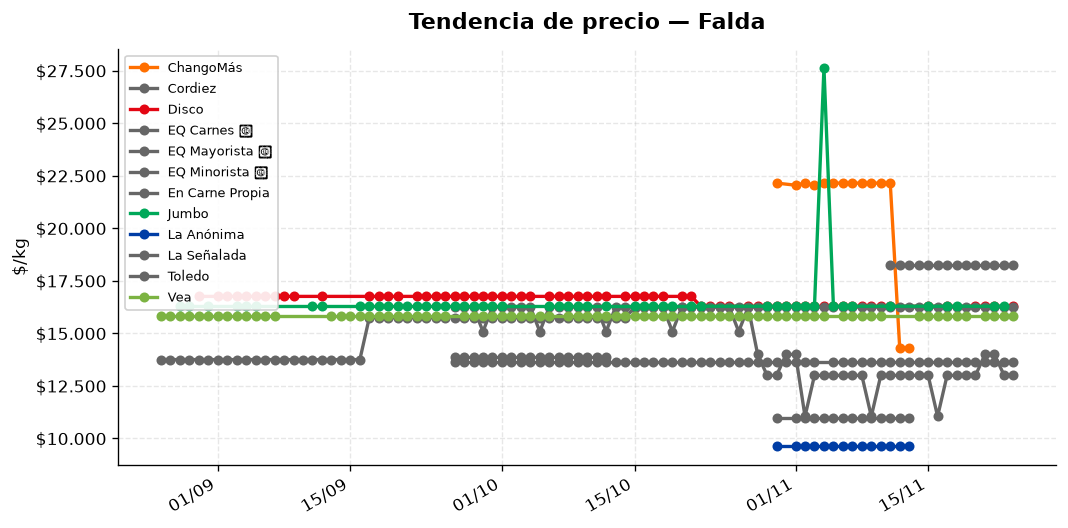 Tendencia de precio — Falda
$27.500
$25.000
$22.500
$20.000
$17.500
$15.000
$12.500
$10.000
$/kg
ChangoMás
Cordiez
Disco
EQ Carnes
EQ Mayorista
EQ Minorista
En Carne Propia
Jumbo
La Anónima
La Señalada
Toledo
Vea
01/09
15/09
01/10
15/10
01/11
15/11